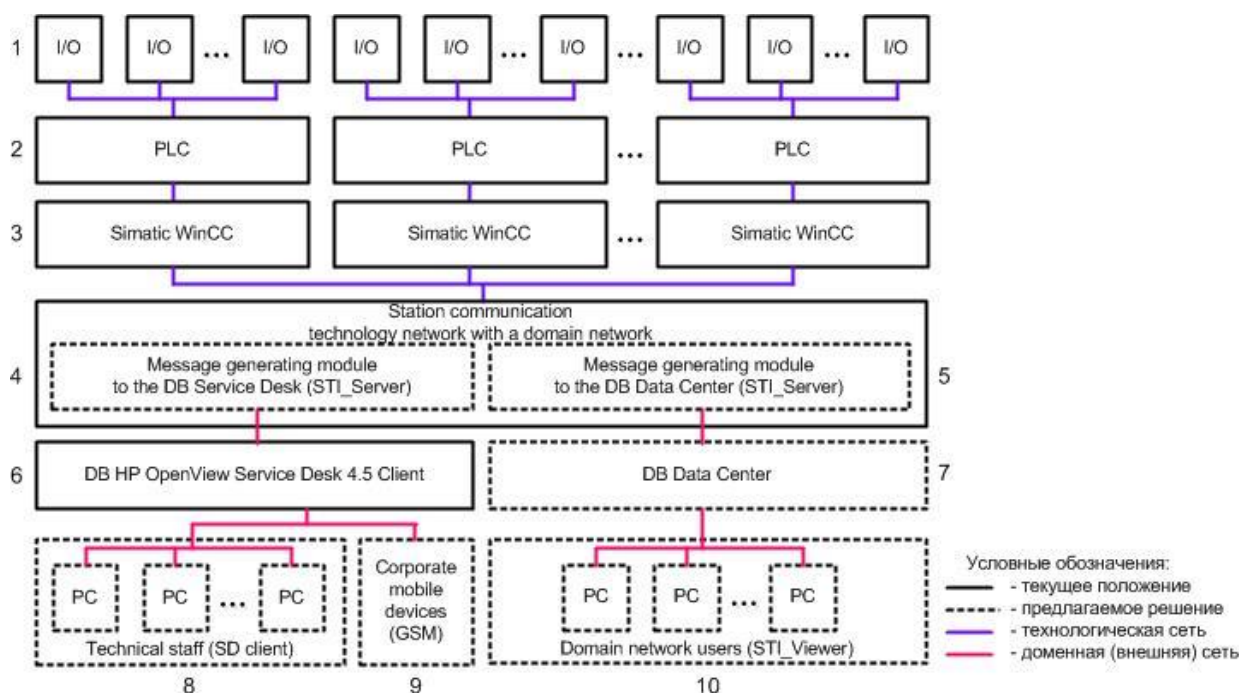 1 I/O I/O ... I/O I/O I/O ... I/O ... I/O I/O ... I/O
2 PLC PLC ... PLC
3 Simatic WinCC Simatic WinCC ... Simatic WinCC
Station communication
technology network with a domain network
4 Message generating module
to the DB Service Desk (STI_Server)
Message generating module
to the DB Data Center (STI_Server)
5
6 DB HP OpenView Service Desk 4.5 Client
DB Data Center 7
PC PC ... PC
Technical staff (SD client)
8
Corporate
mobile
devices
(GSM)
9
PC PC ... PC
Domain network users (STI_Viewer)
10
Условные обозначения:
- текущее положение
- предлагаемое решение
- технологическая сеть
- доменная (внешняя) сеть